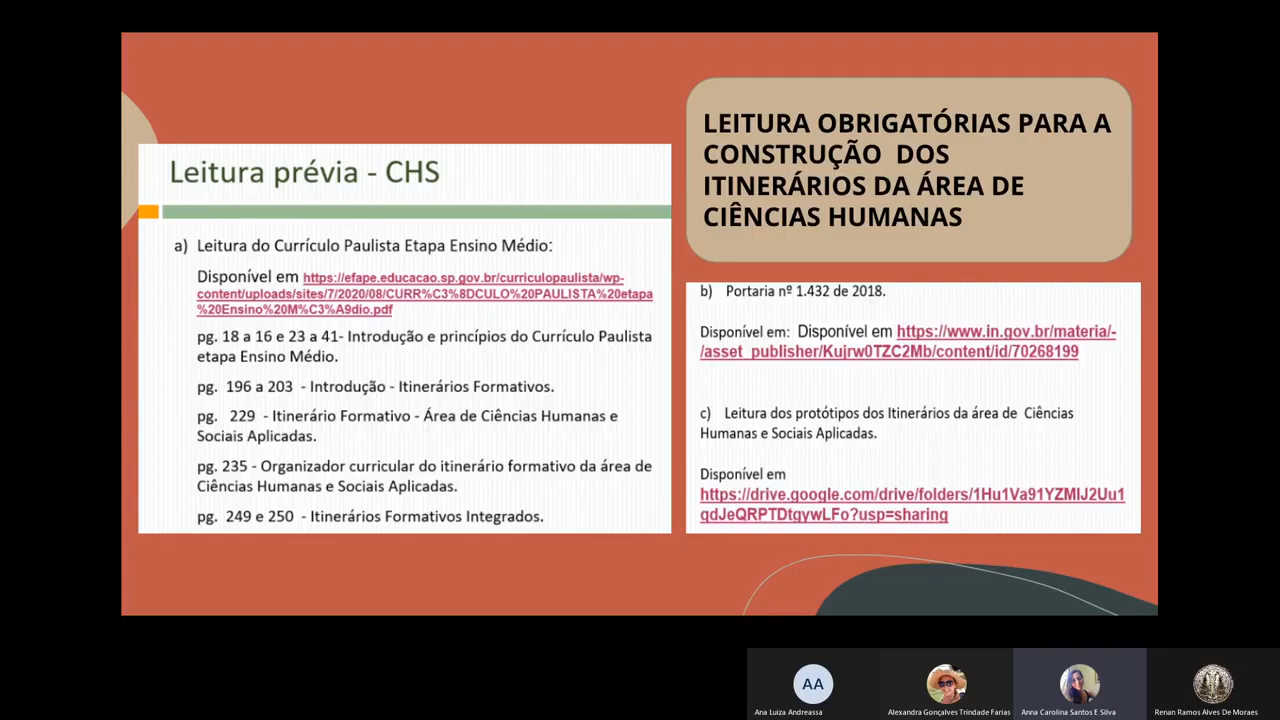 Leitura prévia - CHS
a) Leitura do Currículo Paulista Etapa Ensino Médio:
Disponível em https://efape.educacao.sp.gov.br/curriculopaulista/wp-
content/uploads/sites/7/2020/08/CURR%C3%8DCULO%20PAULISTA%20etapa
%20Ensino%20M%C3%A9dio.pdf
pg. 18 a 16 e 23 a 41- Introdução e princípios do Currículo Paulista
etapa Ensino Médio.
pg. 196 a 203 - Introdução - Itinerários Formativos.
pg. 229 - Itinerário Formativo - Área de Ciências Humanas e
Sociais Aplicadas.
pg. 235 - Organizador curricular do itinerário formativo da área de
Ciências Humanas e Sociais Aplicadas.
pg. 249 e 250 - Itinerários Formativos Integrados.
LEITURA OBRIGATÓRIAS PARA A
CONSTRUÇÃO DOS
ITINERÁRIOS DA ÁREA DE
CIÊNCIAS HUMANAS
b) Portaria nº 1.432 de 2018.
Disponível em: Disponível em https://www.in.gov.br/materia/-
/asset_publisher/Kujrw0TZC2Mb/content/id/70268199
c) Leitura dos protótipos dos Itinerários da área de Ciências
Humanas e Sociais Aplicadas.
Disponível em
https://drive.google.com/drive/folders/1Hu1Va91YZMIJ2Uu1
qdJeQRPTDtgywLFo?usp=sharing
AA
Ana Luiza Andreassa
Alexandra Gonçalves Trindade Farias
Anna Carolina Santos E Silva
Renan Ramos Alves De Moraes